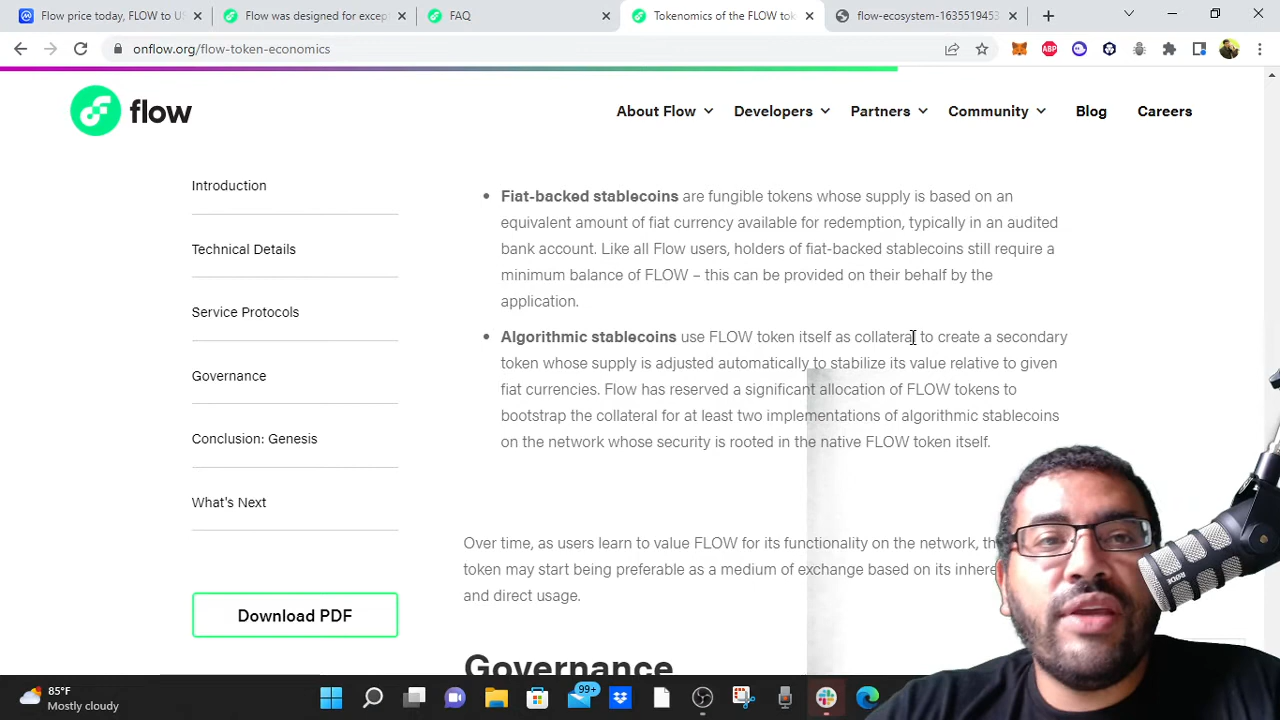 Flow price today, FLOW to US
Flow was designed for excep
FAQ
Tokenomics of the FLOW tok
flow-ecosystem-1635519453
onflow.org/flow-token-economics
ABP
flow
About Flow
Developers
Partners
Community
Blog
Careers
Introduction
Technical Details
Service Protocols
Governance
Conclusion: Genesis
What's Next
Download PDF
• Fiat-backed stablecoins are fungible tokens whose supply is based on an
equivalent amount of fiat currency available for redemption, typically in an audited
bank account. Like all Flow users, holders of fiat-backed stablecoins still require a
minimum balance of FLOW – this can be provided on their behalf by the
application.
• Algorithmic stablecoins use FLOW token itself as collateral to create a secondary
token whose supply is adjusted automatically to stabilize its value relative to given
fiat currencies. Flow has reserved a significant allocation of FLOW tokens to
bootstrap the collateral for at least two implementations of algorithmic stablecoins
on the network whose security is rooted in the native FLOW token itself.
Over time, as users learn to value FLOW for its functionality on the network, th
token may start being preferable as a medium of exchange based on its inhere
and direct usage.
Governance
RØDE
85°F
Mostly cloudy
99+